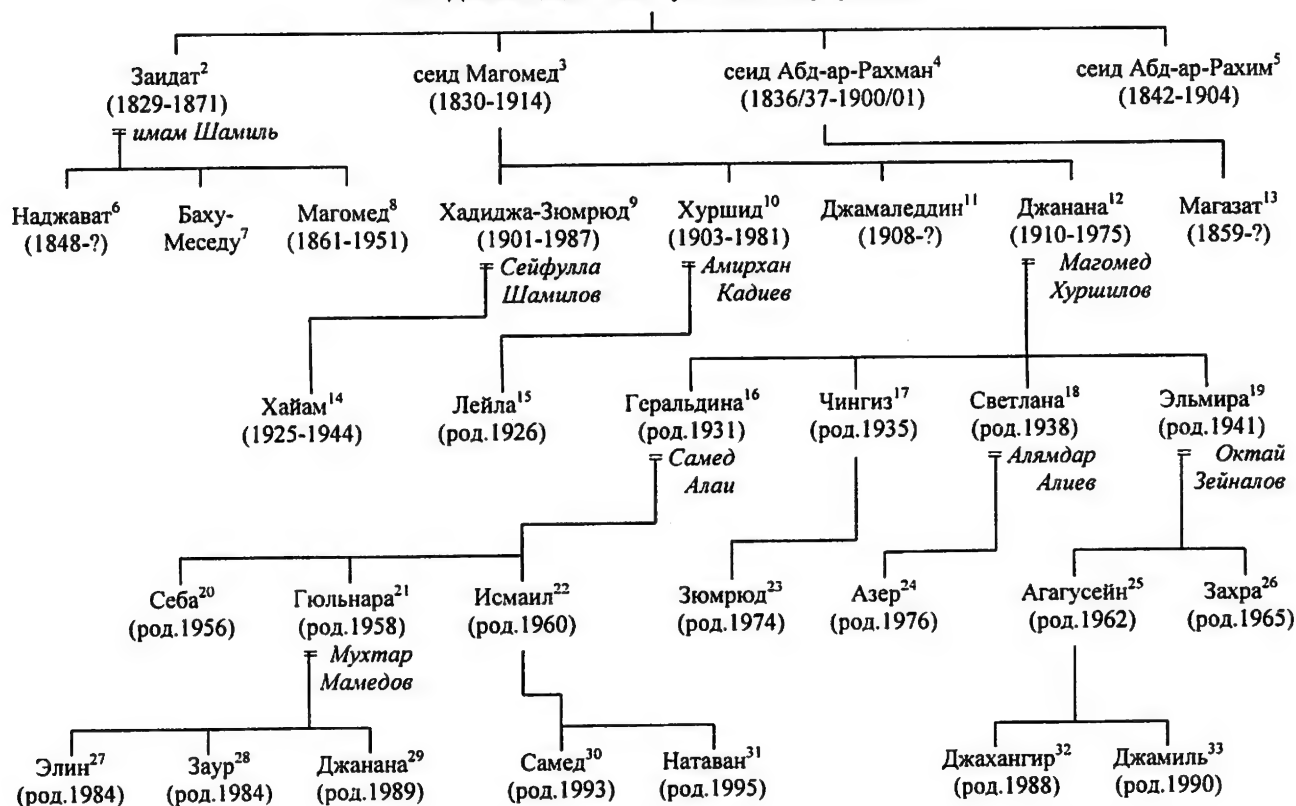 Заидат² сеид Магомед³ сеид Абд-ар-Рахман⁴ сеид Абд-ар-Рахим⁵
(1829-1871) (1830-1914) (1836/37-1900/01) (1842-1904)
имам Шамиль
Наджават⁶ Баху- Магомед⁸ Хадиджа-Зюмрюд⁹ Хуршид¹⁰ Джамаледдин¹¹ Джанана¹² Магазат¹³
(1848-?) Меседу⁷ (1861-1951) (1901-1987) (1903-1981) (1908-?) (1910-1975) (1859-?)
Сейфулла Амирхан Магомед
Шамилов Кадиев Хуршилов
Хайам¹⁴ Лейла¹⁵ Геральдина¹⁶ Чингиз¹⁷ Светлана¹⁸ Эльмира¹⁹
(1925-1944) (род.1926) (род.1931) (род.1935) (род.1938) (род.1941)
Самед Алямдар Октай
Алаи Алиев Зейналов
Себа²⁰ Гюльнара²¹ Исмаил²² Зюмрюд²³ Азер²⁴ Агагусейн²⁵ Захра²⁶
(род.1956) (род.1958) (род.1960) (род.1974) (род.1976) (род.1962) (род.1965)
Мухтар
Мамедов
Элин²⁷ Заур²⁸ Джанана²⁹ Самед³⁰ Натаван³¹ Джахангир³² Джамиль³³
(род.1984) (род.1984) (род.1989) (род.1993) (род.1995) (род.1988) (род.1990)